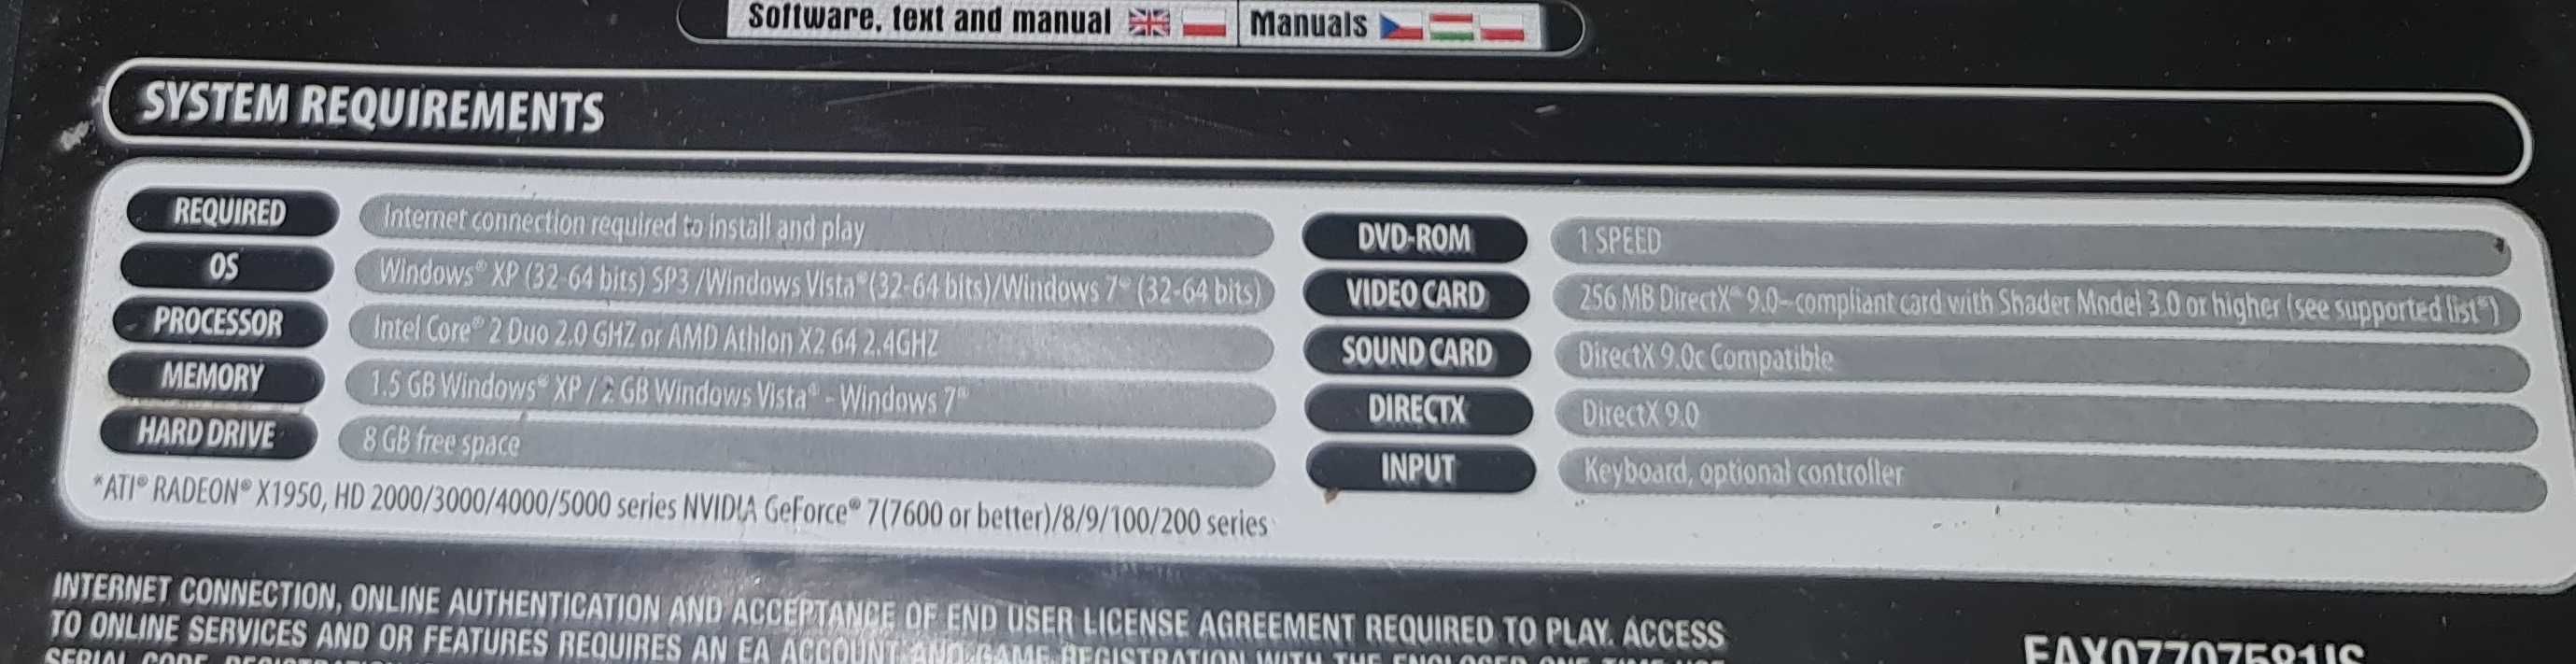 Software, text and manual Manuals
SYSTEM REQUIREMENTS
REQUIRED Internet connection required to install and play
OS Windows® XP (32-64 bits) SP3 /Windows Vista®(32-64 bits)/Windows 7® (32-64 bits)
PROCESSOR Intel Core® 2 Duo 2.0 GHZ or AMD Athlon X2 64 2.4GHZ
MEMORY 1.5 GB Windows® XP / 2 GB Windows Vista® - Windows 7®
HARD DRIVE 8 GB free space
*ATI® RADEON® X1950, HD 2000/3000/4000/5000 series NVIDIA GeForce® 7(7600 or better)/8/9/100/200 series
DVD-ROM 1 SPEED
VIDEO CARD 256 MB DirectX® 9.0–compliant card with Shader Model 3.0 or higher (see supported list*)
SOUND CARD DirectX 9.0c Compatible
DIRECTX DirectX 9.0
INPUT Keyboard, optional controller
INTERNET CONNECTION, ONLINE AUTHENTICATION AND ACCEPTANCE OF END USER LICENSE AGREEMENT REQUIRED TO PLAY. ACCESS
TO ONLINE SERVICES AND OR FEATURES REQUIRES AN EA ACCOUNT AND GAME REGISTRATION WITH THE ENCLOSED ONE
SERIAL CODE.
EAX07707581IS